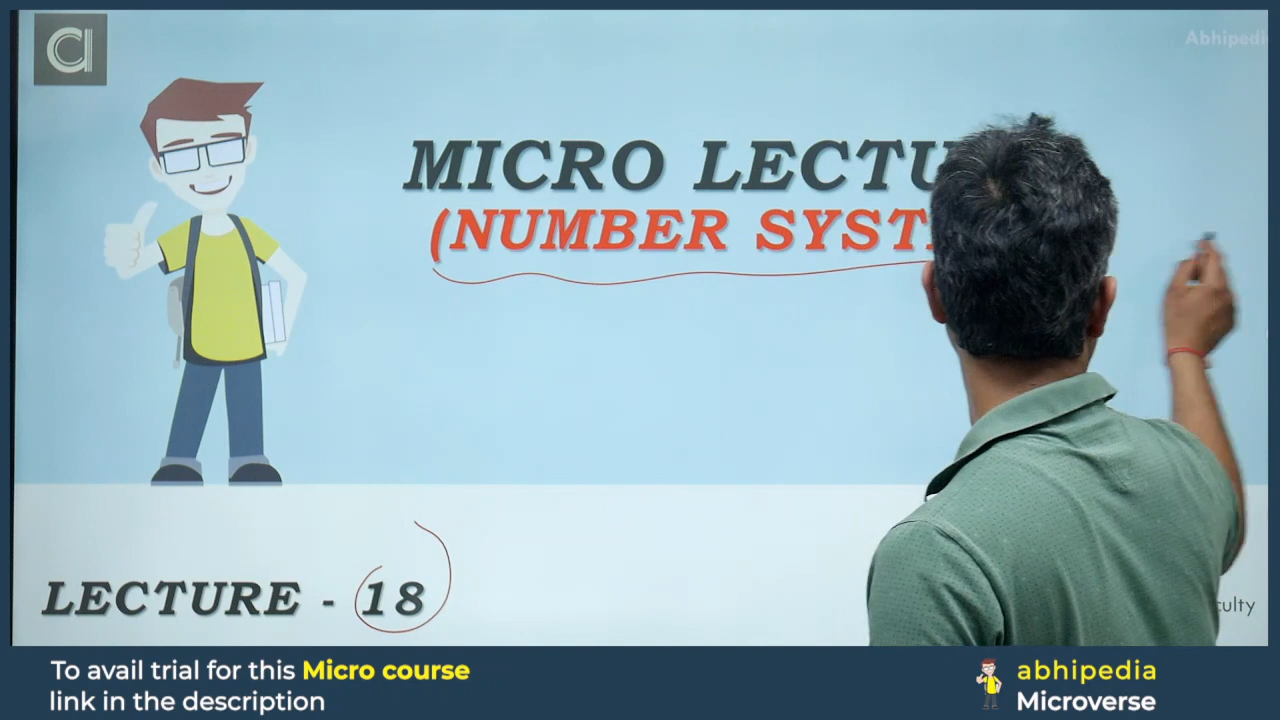 Abhipedi
MICRO LECTU
(NUMBER SYST
LECTURE - 18
culty
To avail trial for this Micro course
link in the description
abhipedia
Microverse